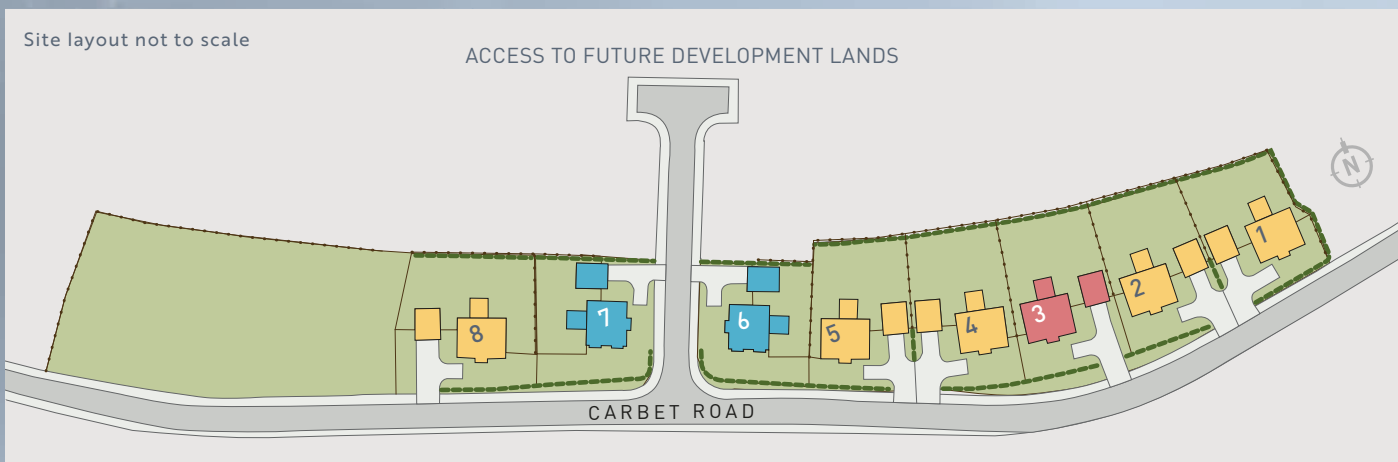 Site layout not to scale
ACCESS TO FUTURE DEVELOPMENT LANDS
N
1
2
3
4
5
6
7
8
CARBET ROAD